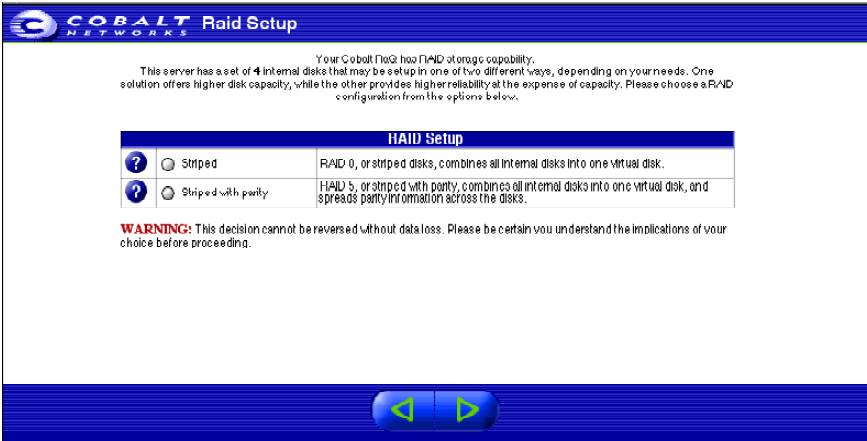 COBALT Raid Setup
NETWORKS
Your Cobalt NaQ has RAID storage capability.
This server has a set of 4 internal disks that may be setup in one of two different ways, depending on your needs. One
solution offers higher disk capacity, while the other provides higher reliability at the expense of capacity. Please choose a RAID
configuration from the options below.
RAID Setup
? Striped RAID 0, or striped disks, combines all internal disks into one virtual disk.
? Striped with parity RAID 5, or striped with parity, combines all internal disks into one virtual disk, and
spreads parity information across the disks.
WARNING: This decision cannot be reversed without data loss. Please be certain you understand the implications of your
choice before proceeding.